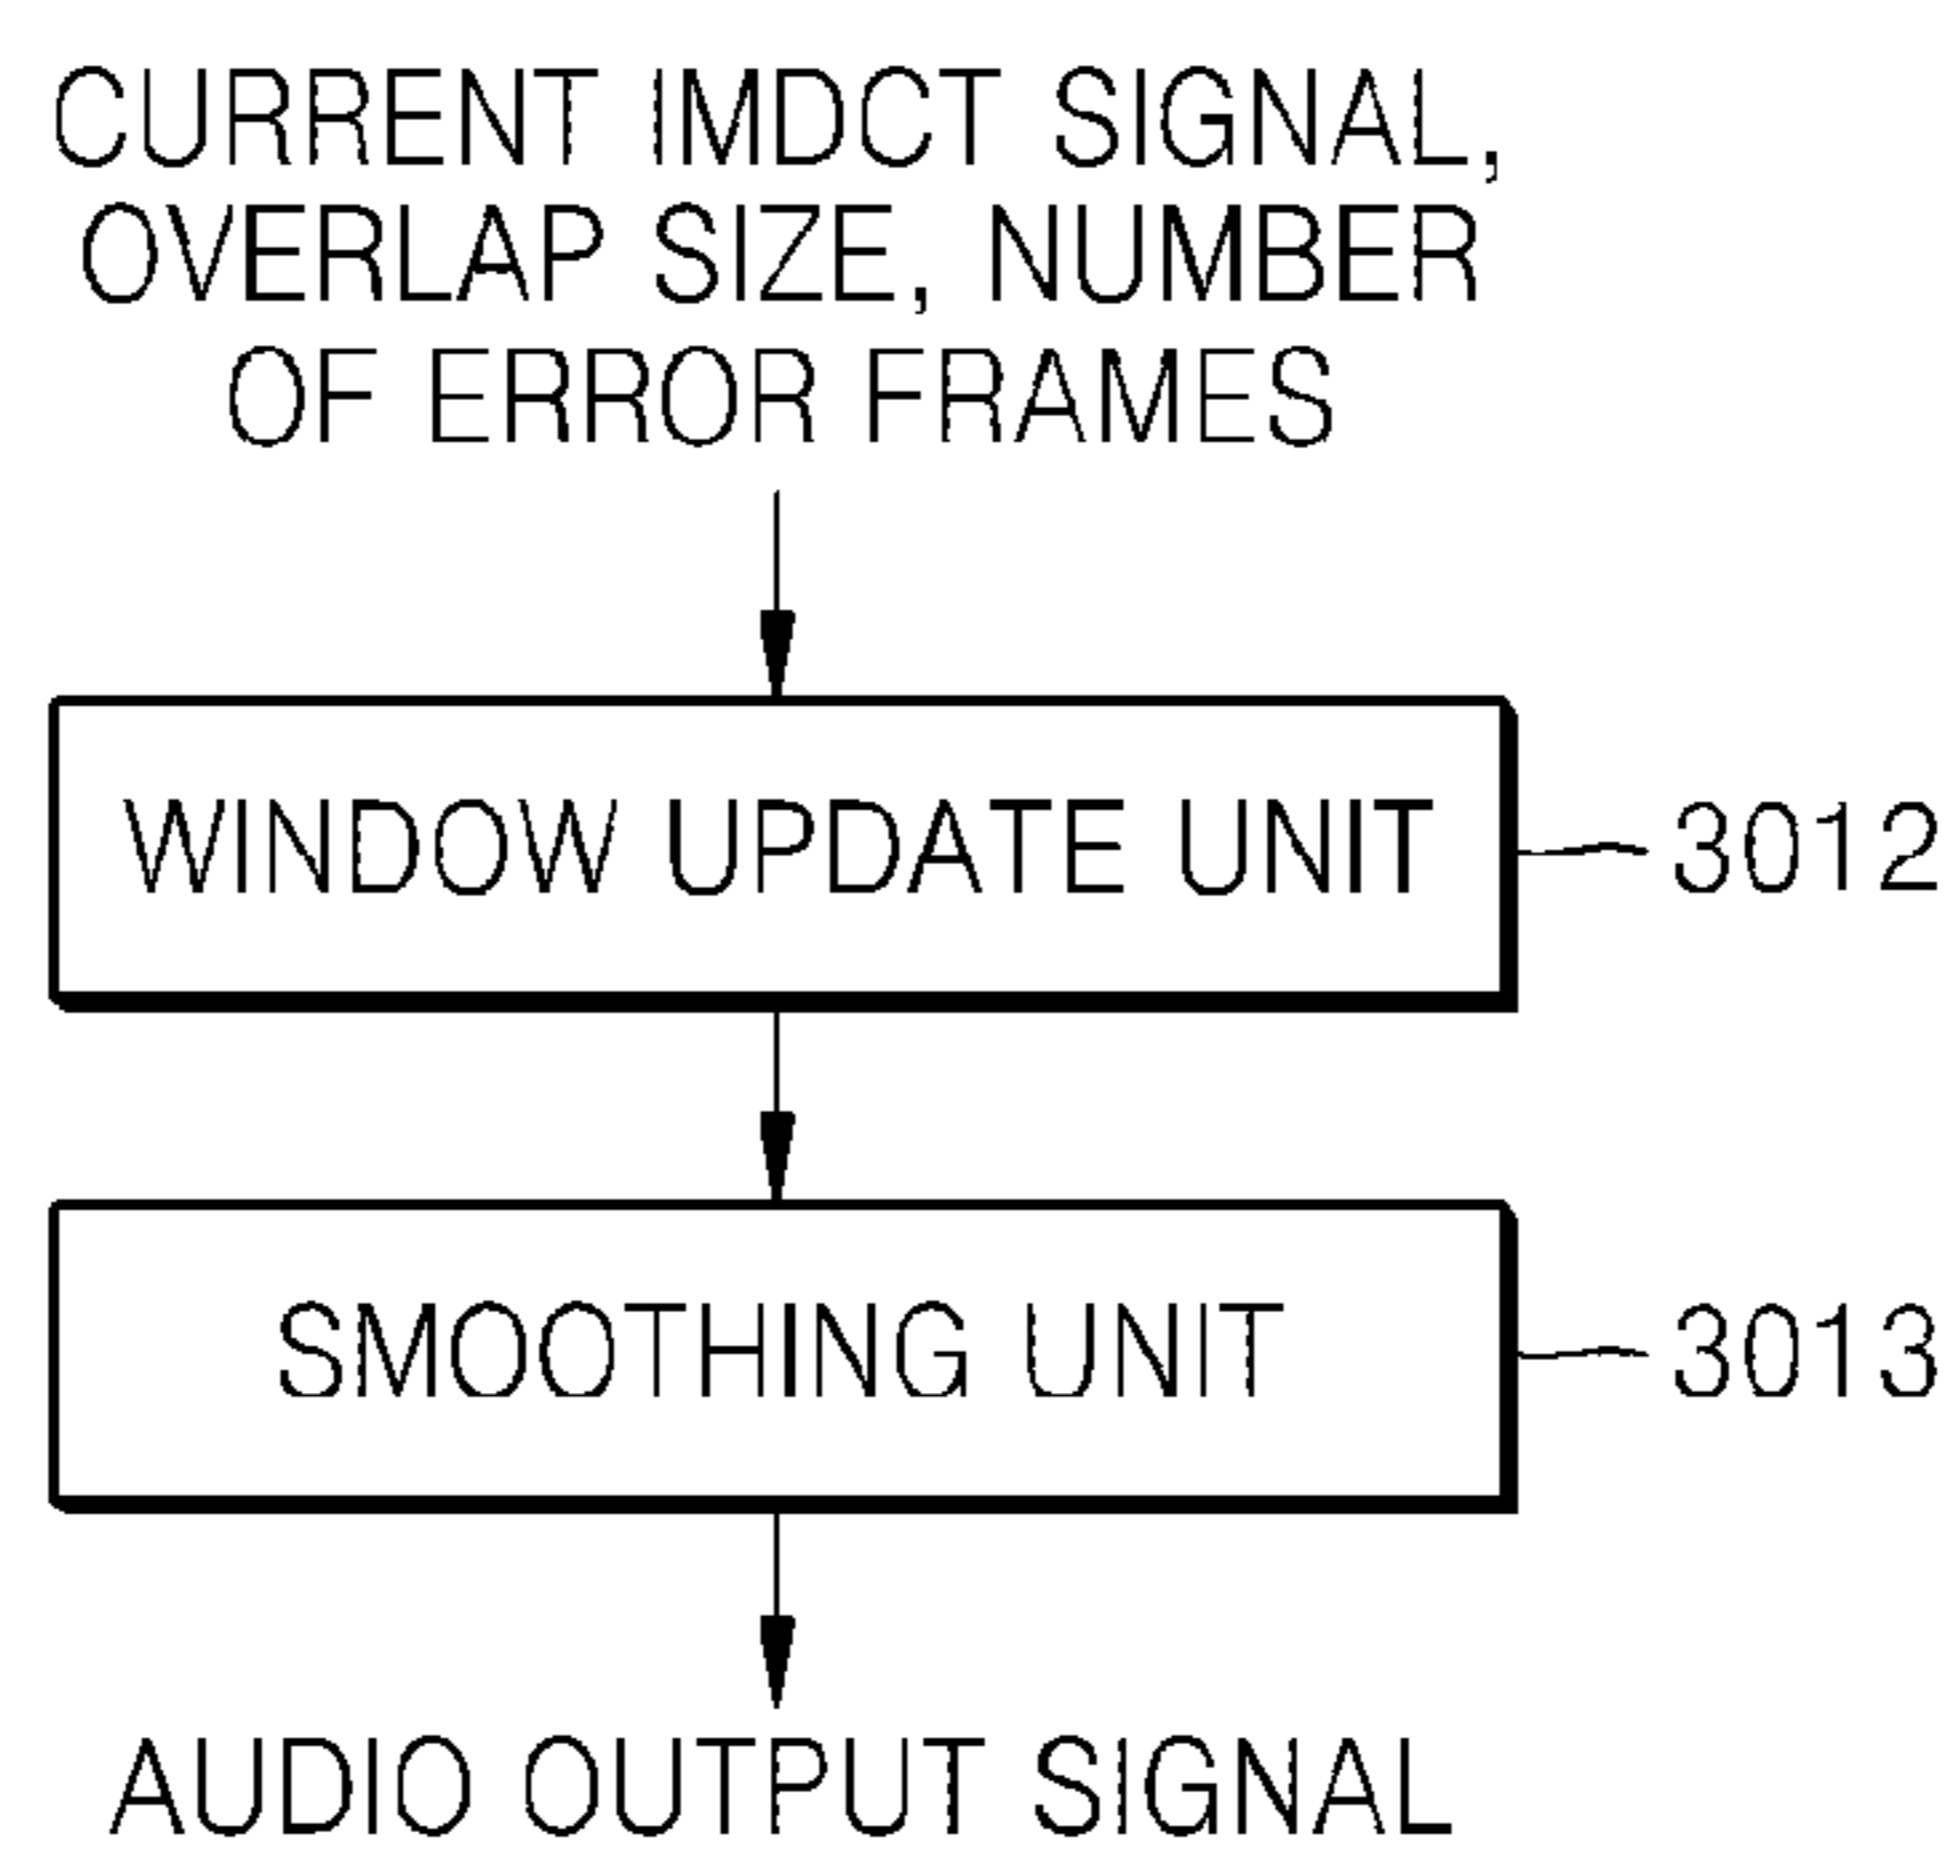 CURRENT IMDCT SIGNAL,
OVERLAP SIZE, NUMBER
OF ERROR FRAMES
WINDOW UPDATE UNIT
3012
SMOOTHING UNIT
3013
AUDIO OUTPUT SIGNAL